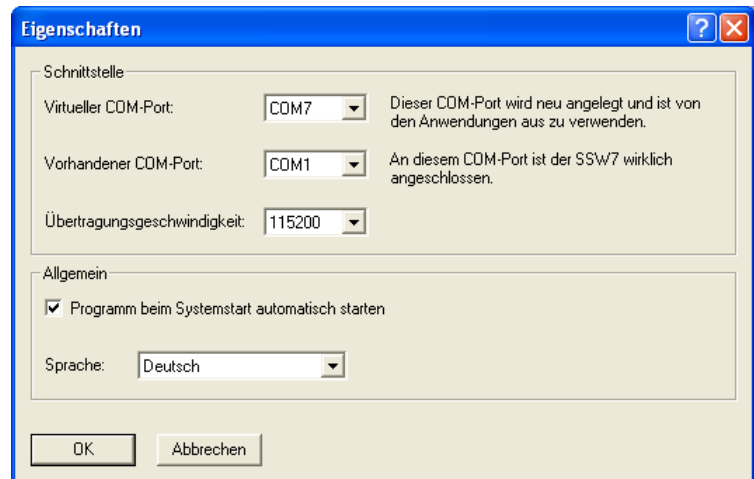 Eigenschaften
Schnittstelle
Virtueller COM-Port: COM7 Dieser COM-Port wird neu angelegt und ist von
den Anwendungen aus zu verwenden.
Vorhandener COM-Port: COM1 An diesem COM-Port ist der SSW7 wirklich
angeschlossen.
Übertragungsgeschwindigkeit: 115200
Allgemein
Programm beim Systemstart automatisch starten
Sprache: Deutsch
OK Abbrechen